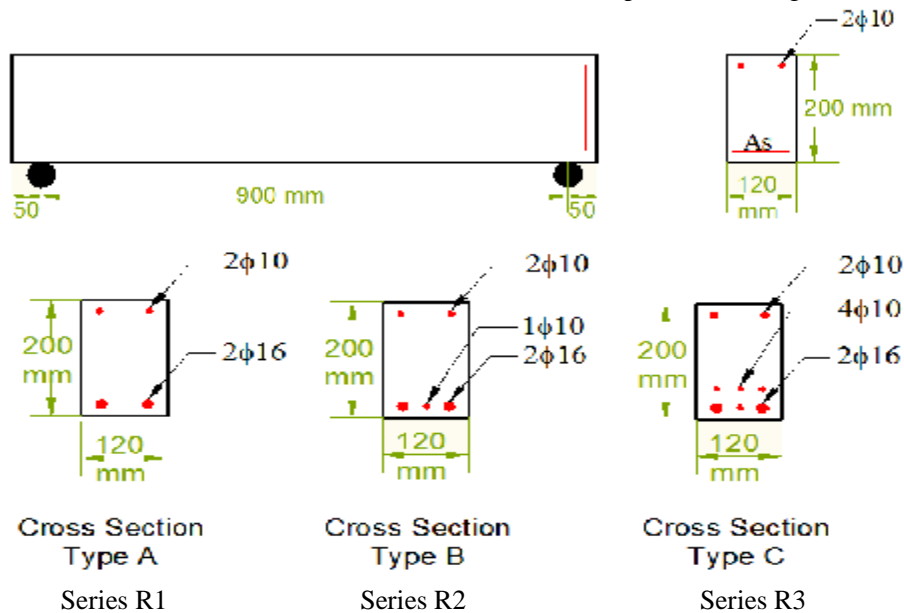 2ϕ10
200 mm
As
120
mm
50
900 mm
50
2ϕ10
2ϕ16
200
mm
120
mm
Cross Section
Type A
Series R1
2ϕ10
1ϕ10
2ϕ16
200
mm
120
mm
Cross Section
Type B
Series R2
2ϕ10
4ϕ10
2ϕ16
200
mm
120
mm
Cross Section
Type C
Series R3